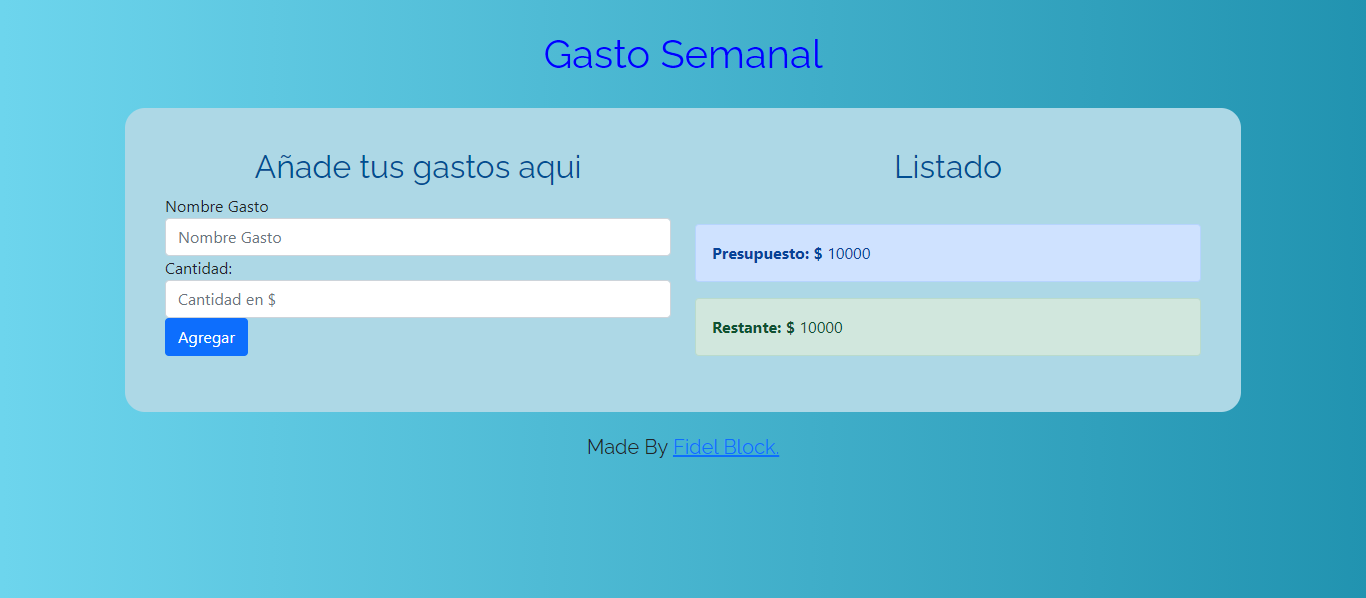 Gasto Semanal
Añade tus gastos aqui
Nombre Gasto
Nombre Gasto
Cantidad:
Cantidad en $
Agregar
Listado
Presupuesto: $ 10000
Restante: $ 10000
Made By Fidel Block.